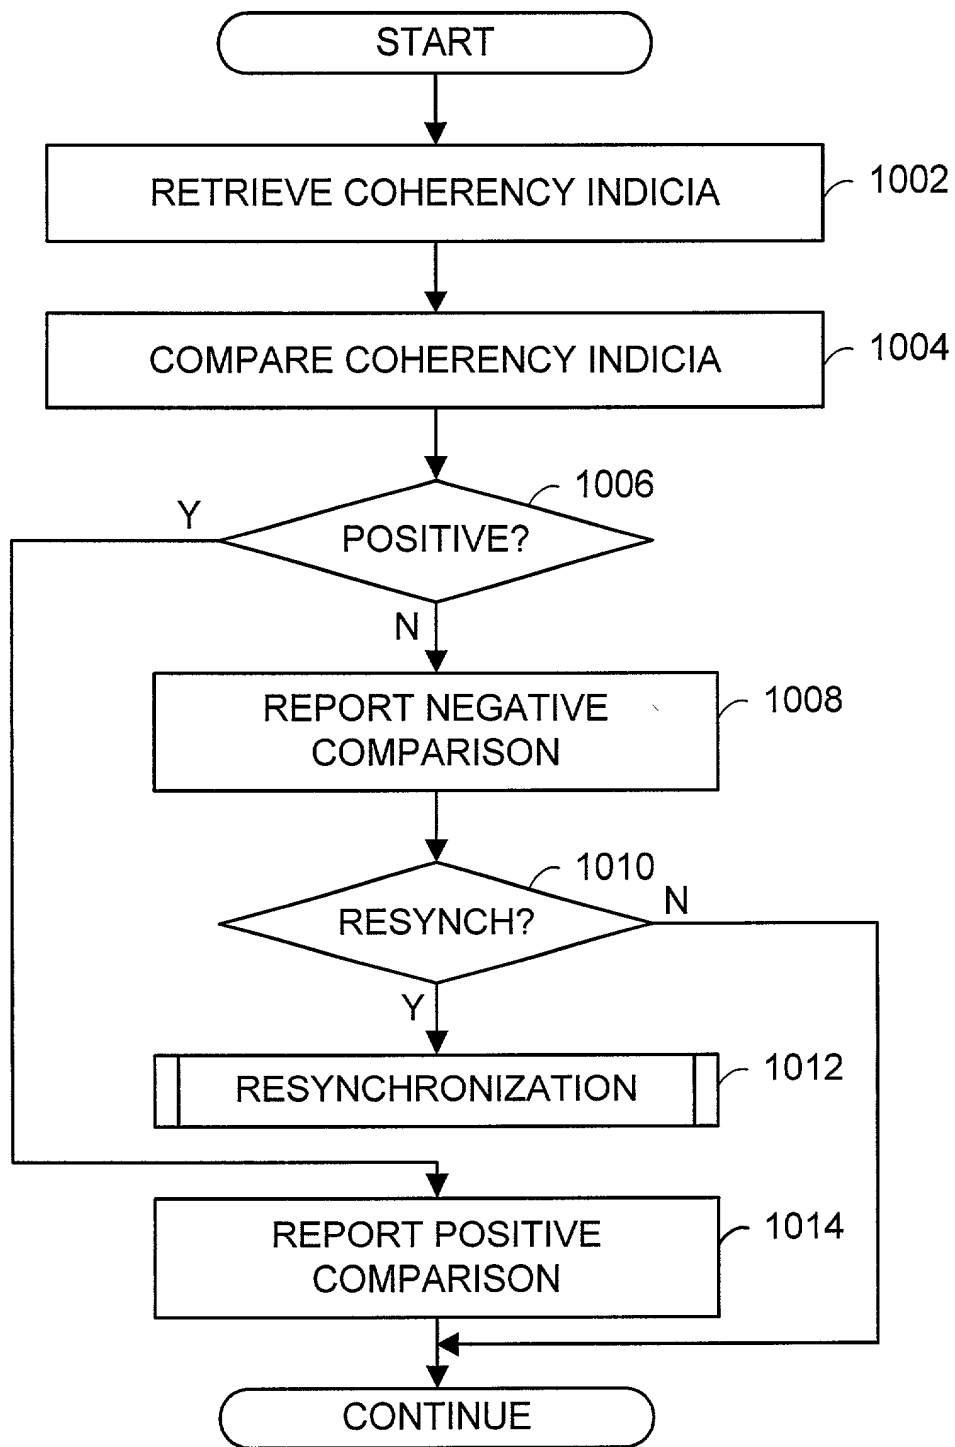 START
RETRIEVE COHERENCY INDICIA
1002
COMPARE COHERENCY INDICIA
1004
1006
Y
POSITIVE?
N
REPORT NEGATIVE
COMPARISON
1008
1010
N
RESYNCH?
Y
RESYNCHRONIZATION
1012
REPORT POSITIVE
COMPARISON
1014
CONTINUE